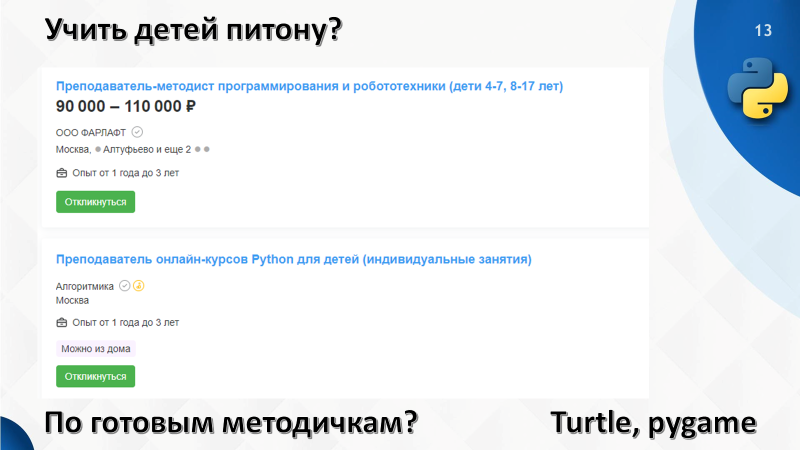 Учить детей питону?
13
Преподаватель-методист программирования и робототехники (дети 4-7, 8-17 лет)
90 000 – 110 000 ₽
ООО ФАРЛАФТ
Москва, Алтуфьево и еще 2
Опыт от 1 года до 3 лет
Откликнуться
Преподаватель онлайн-курсов Python для детей (индивидуальные занятия)
Алгоритмика
Москва
Опыт от 1 года до 3 лет
Можно из дома
Откликнуться
По готовым методичкам?
Turtle, pygame